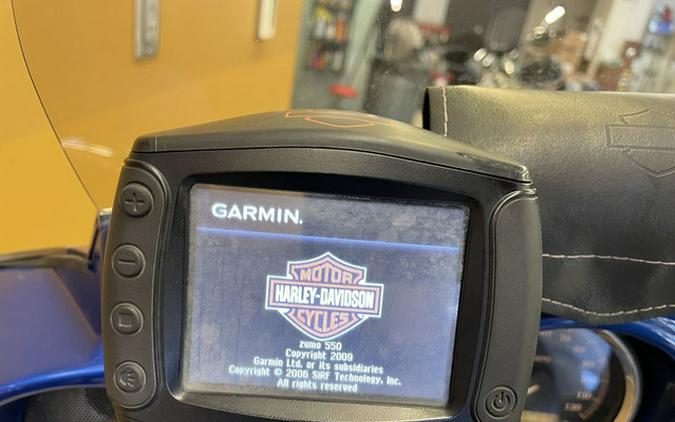 GARMIN.
MOTOR
HARLEY-DAVIDSON
CYCLES
zumo 550
Copyright 2009
Garmin Ltd. or its subsidiaries
Copyright © 2006 SiRF Technology, Inc.
All rights reserved
120